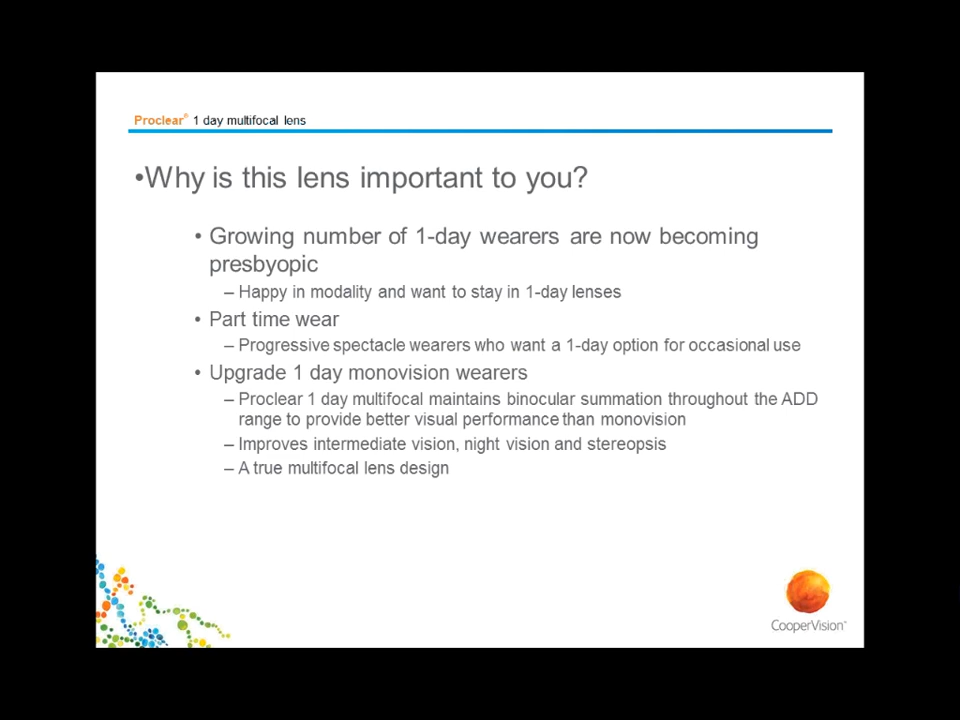 Proclear® 1 day multifocal lens
•Why is this lens important to you?
• Growing number of 1-day wearers are now becoming
presbyopic
– Happy in modality and want to stay in 1-day lenses
• Part time wear
– Progressive spectacle wearers who want a 1-day option for occasional use
• Upgrade 1 day monovision wearers
– Proclear 1 day multifocal maintains binocular summation throughout the ADD
range to provide better visual performance than monovision
– Improves intermediate vision, night vision and stereopsis
– A true multifocal lens design
CooperVision™